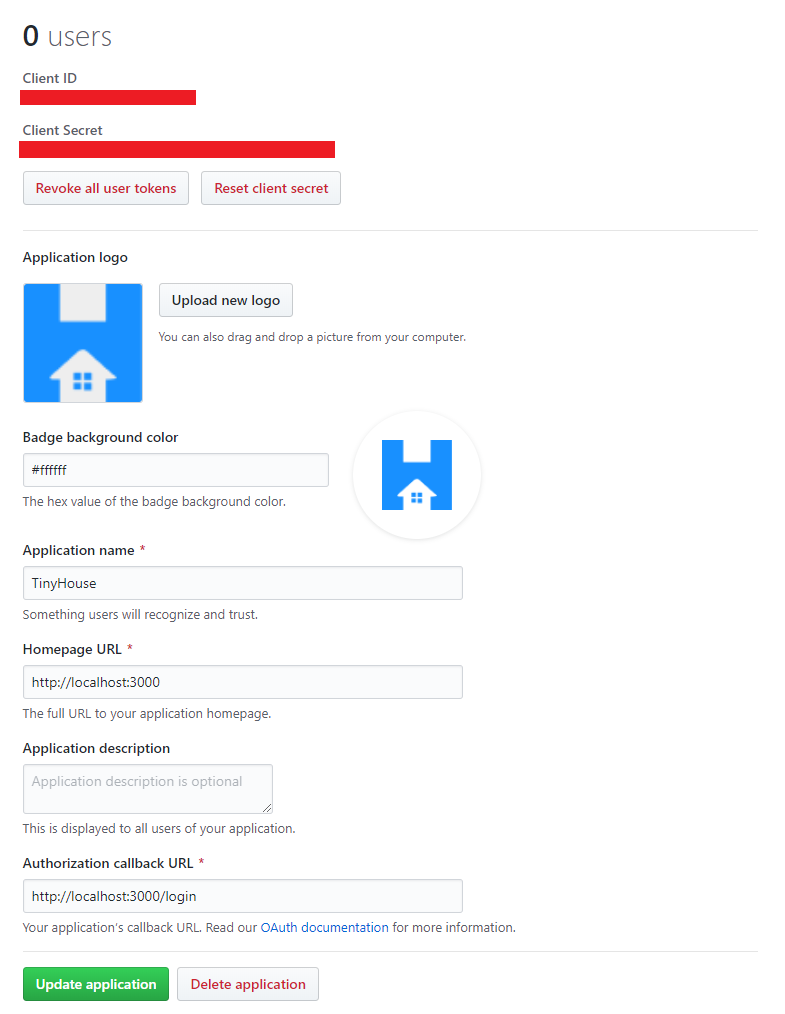 0 users
Client ID
Client Secret
Revoke all user tokens Reset client secret
Application logo
Upload new logo
You can also drag and drop a picture from your computer.
Badge background color
#ffffff
The hex value of the badge background color.
Application name *
TinyHouse
Something users will recognize and trust.
Homepage URL *
http://localhost:3000
The full URL to your application homepage.
Application description
Application description is optional
This is displayed to all users of your application.
Authorization callback URL *
http://localhost:3000/login
Your application's callback URL. Read our OAuth documentation for more information.
Update application Delete application